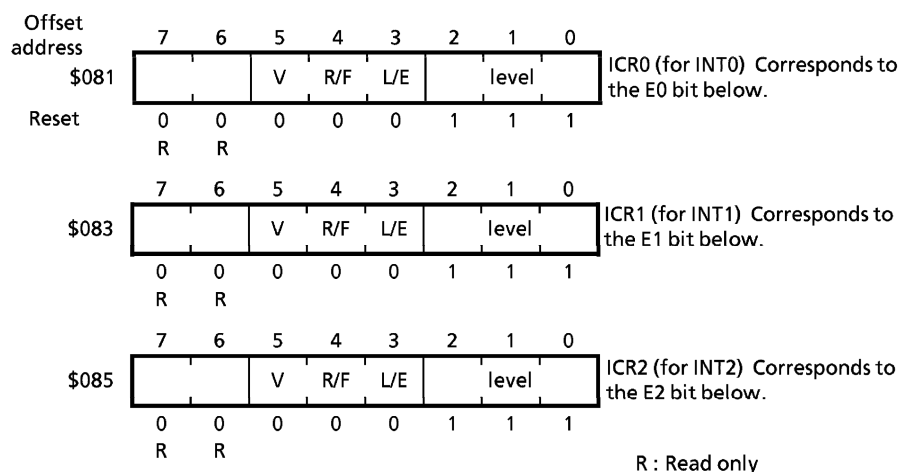 Offset
address
7 6 5 4 3 2 1 0
$081 V R/F L/E level ICR0 (for INT0) Corresponds to
the E0 bit below.
Reset 0 0 0 0 0 1 1 1
R R
7 6 5 4 3 2 1 0
$083 V R/F L/E level ICR1 (for INT1) Corresponds to
the E1 bit below.
0 0 0 0 0 1 1 1
R R
7 6 5 4 3 2 1 0
$085 V R/F L/E level ICR2 (for INT2) Corresponds to
the E2 bit below.
0 0 0 0 0 1 1 1
R R
R : Read only